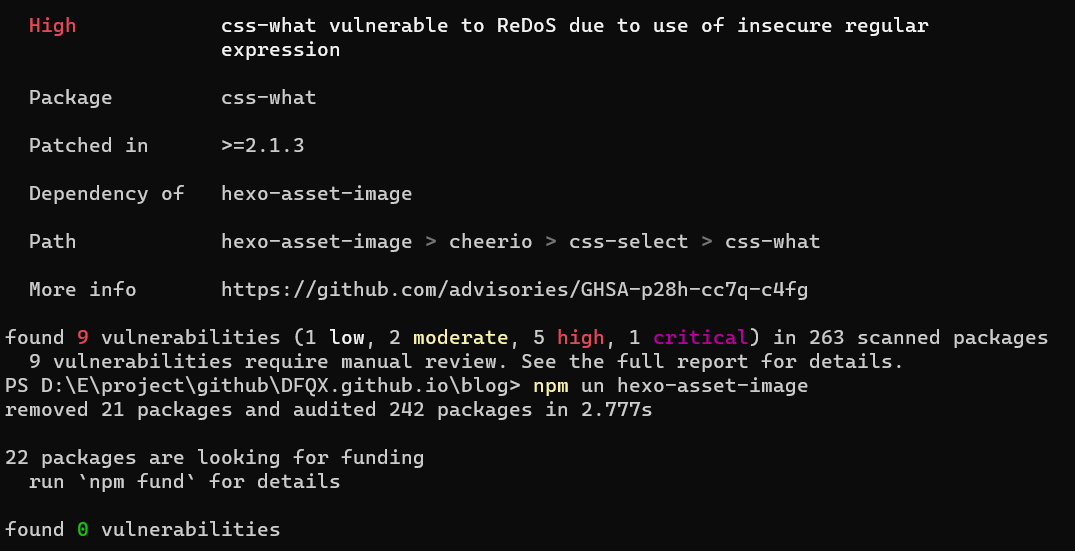 High css-what vulnerable to ReDoS due to use of insecure regular
expression
Package css-what
Patched in >=2.1.3
Dependency of hexo-asset-image
Path hexo-asset-image > cheerio > css-select > css-what
More info https://github.com/advisories/GHSA-p28h-cc7q-c4fg
found 9 vulnerabilities (1 low, 2 moderate, 5 high, 1 critical) in 263 scanned packages
9 vulnerabilities require manual review. See the full report for details.
PS D:\E\project\github\DFQX.github.io\blog> npm un hexo-asset-image
removed 21 packages and audited 242 packages in 2.777s
22 packages are looking for funding
run `npm fund` for details
found 0 vulnerabilities